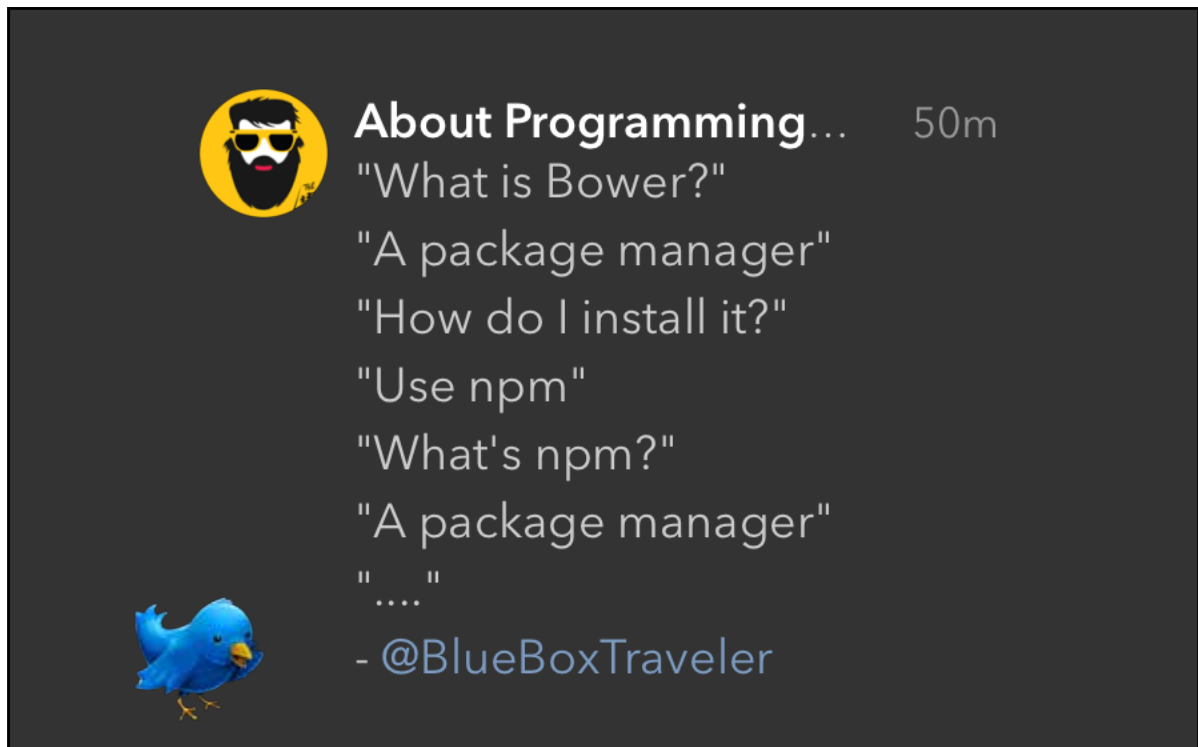 About Programming... 50m
"What is Bower?"
"A package manager"
"How do I install it?"
"Use npm"
"What's npm?"
"A package manager"
"...."
- @BlueBoxTraveler